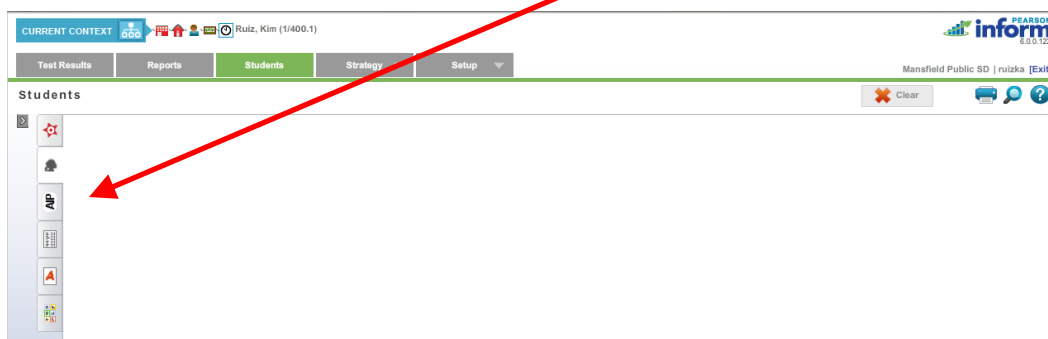 CURRENT CONTEXT Ruiz, Kim (1/400.1)
PEARSON
inform
6.0.0.122
Test Results Reports Students Strategy Setup
Mansfield Public SD | ruizka [Exit
Students Clear
AIP
A